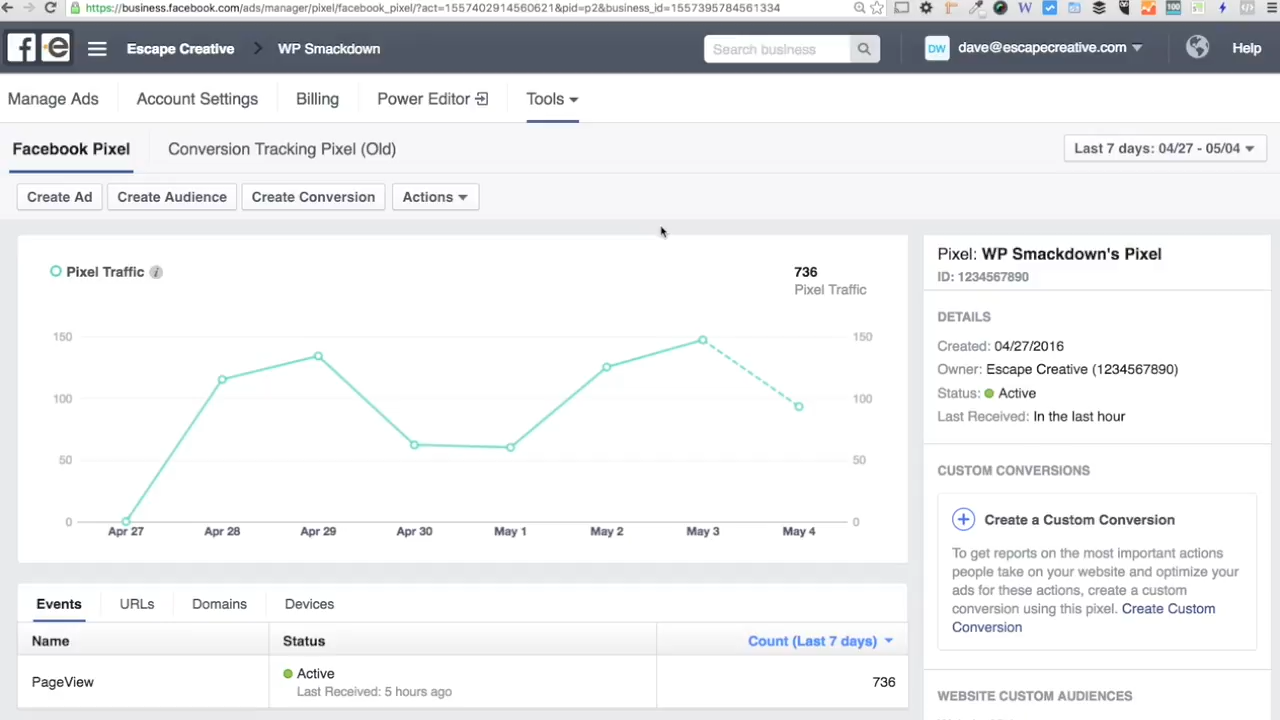 https://business.facebook.com/ads/manager/pixel/facebook_pixel/?act=1557402914560621&pid=p2&business_id=1557395784561334
Escape Creative
WP Smackdown
Search business
DW
dave@escapecreative.com
Help
Manage Ads
Account Settings
Billing
Power Editor
Tools
Facebook Pixel
Conversion Tracking Pixel (Old)
Last 7 days: 04/27 - 05/04
Create Ad
Create Audience
Create Conversion
Actions
Pixel Traffic
736
Pixel Traffic
150
150
100
100
50
50
0
0
Apr 27
Apr 28
Apr 29
Apr 30
May 1
May 2
May 3
May 4
Pixel: WP Smackdown's Pixel
ID: 1234567890
DETAILS
Created: 04/27/2016
Owner: Escape Creative (1234567890)
Status: Active
Last Received: In the last hour
CUSTOM CONVERSIONS
Create a Custom Conversion
To get reports on the most important actions
people take on your website and optimize your
ads for these actions, create a custom
conversion using this pixel. Create Custom
Conversion
WEBSITE CUSTOM AUDIENCES
Events
URLs
Domains
Devices
Name
Status
Count (Last 7 days)
PageView
Active
Last Received: 5 hours ago
736